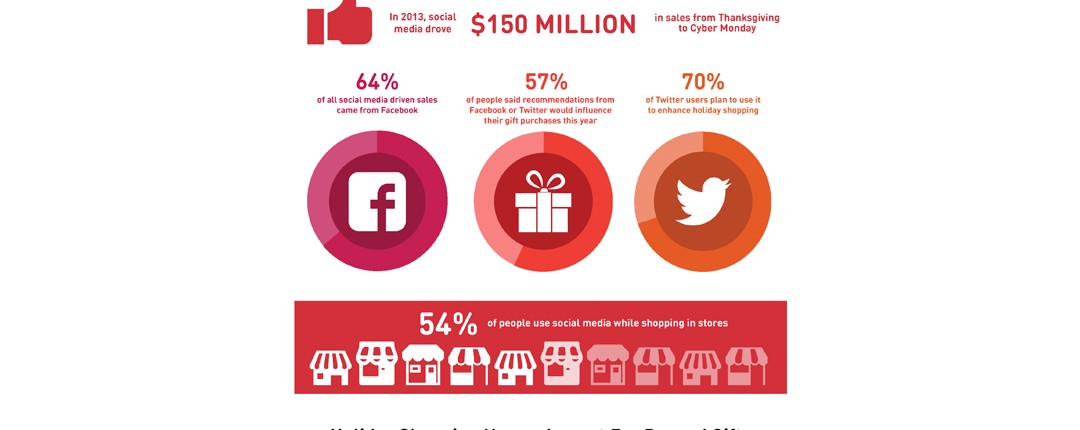 In 2013, social
media drove
$150 MILLION
in sales from Thanksgiving
to Cyber Monday
64%
of all social media driven sales
came from Facebook
57%
of people said recommendations from
Facebook or Twitter would influence
their gift purchases this year
70%
of Twitter users plan to use it
to enhance holiday shopping
54% of people use social media while shopping in stores